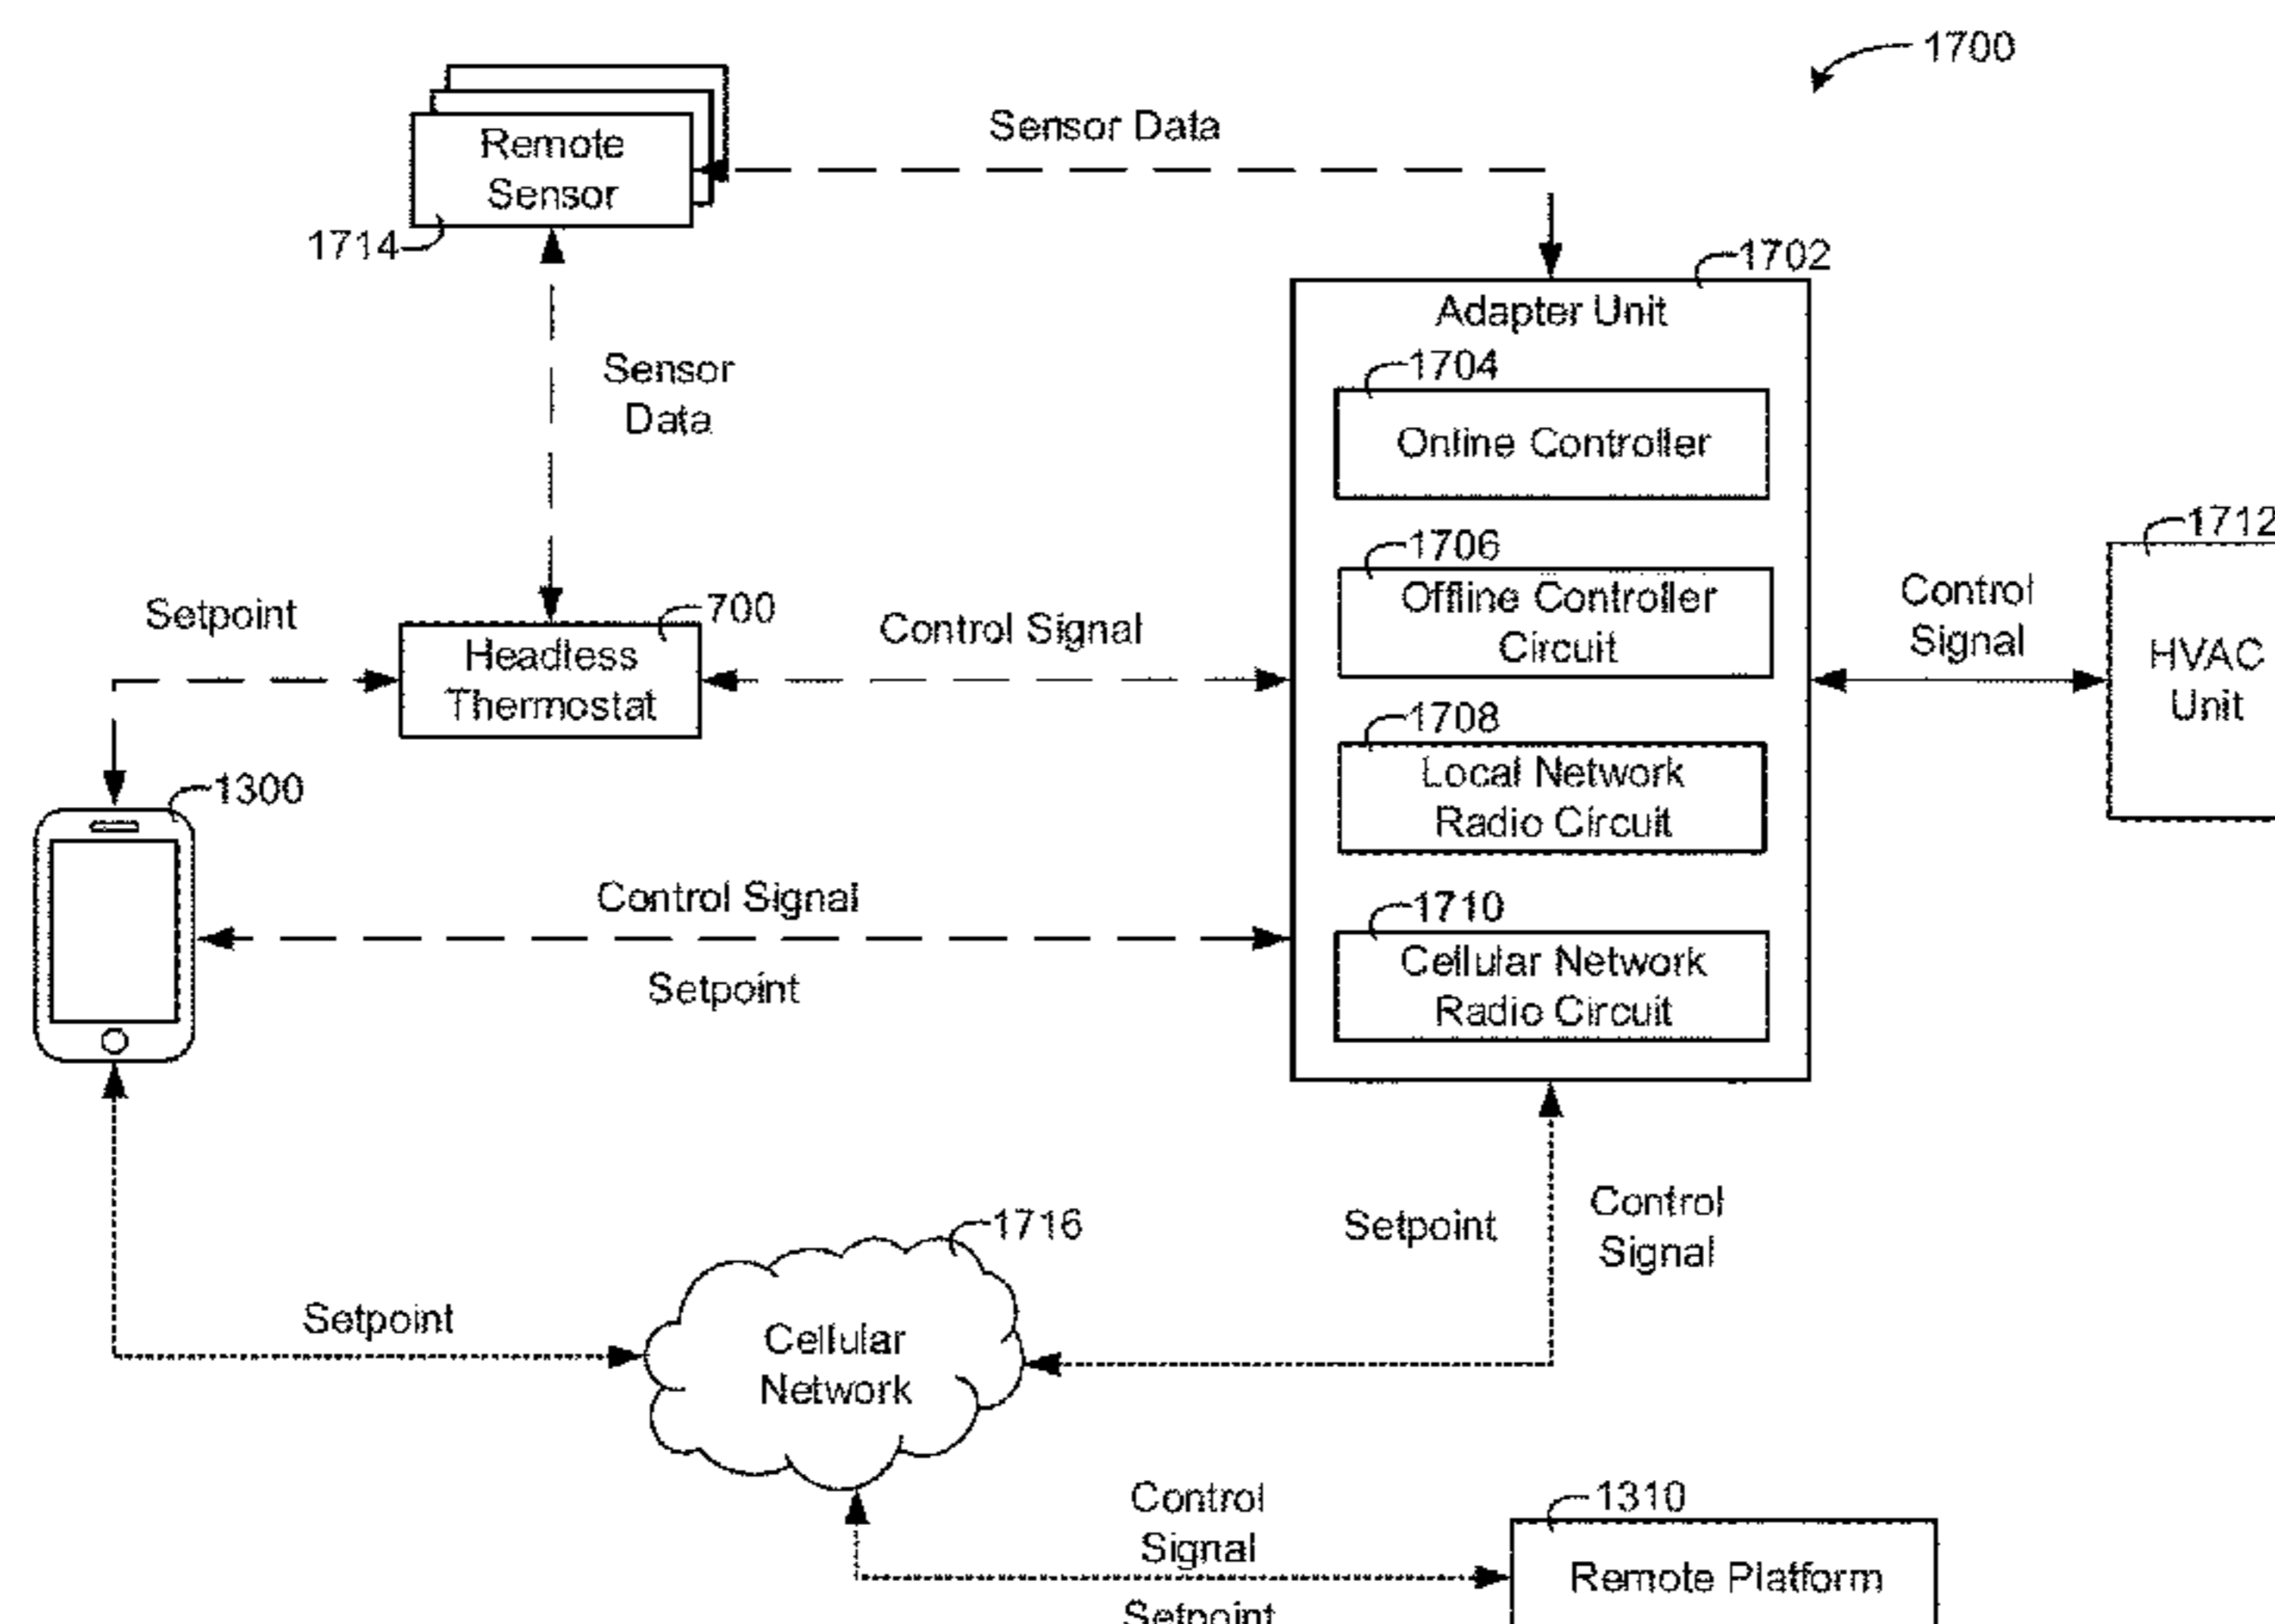 1700
Sensor Data
Remote
Sensor
1714
1702
Adapter Unit
1704
Online Controller
Sensor
Data
1706
Offline Controller
Circuit
1712
HVAC
Unit
Control
Signal
Setpoint
700
Headless
Thermostat
Control Signal
1708
Local Network
Radio Circuit
1300
Control Signal
Setpoint
1710
Cellular Network
Radio Circuit
Setpoint
Control
Signal
1716
Cellular
Network
Setpoint
Control
Signal
Setpoint
1310
Remote Platform